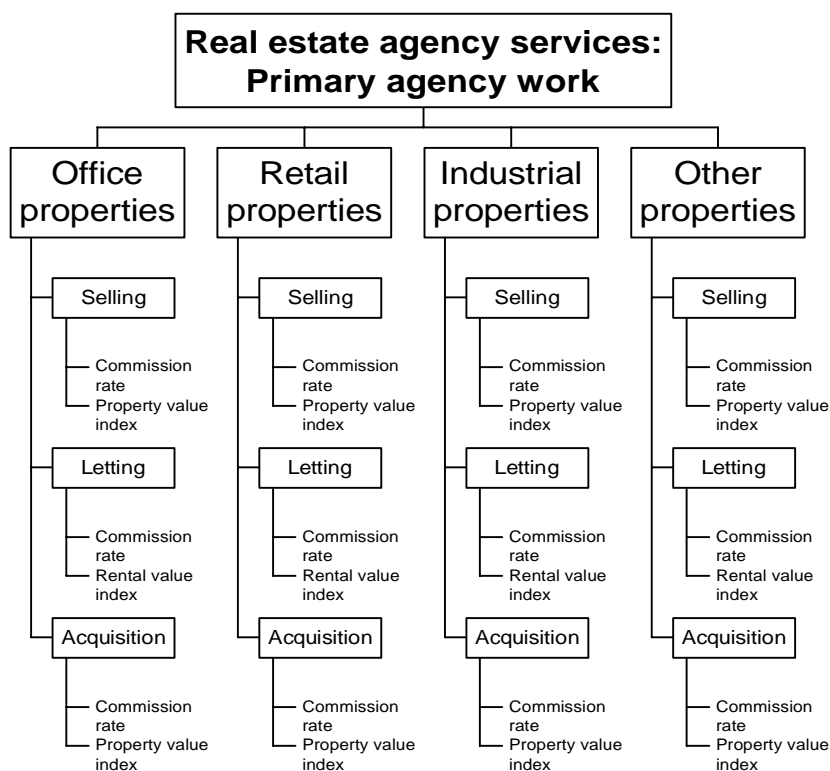 Real estate agency services:
Primary agency work
Office
properties
Retail
properties
Industrial
properties
Other
properties
Selling
Commission
rate
Property value
index
Letting
Commission
rate
Rental value
index
Acquisition
Commission
rate
Property value
index
Selling
Commission
rate
Property value
index
Letting
Commission
rate
Rental value
index
Acquisition
Commission
rate
Property value
index
Selling
Commission
rate
Property value
index
Letting
Commission
rate
Rental value
index
Acquisition
Commission
rate
Property value
index
Selling
Commission
rate
Property value
index
Letting
Commission
rate
Rental value
index
Acquisition
Commission
rate
Property value
index